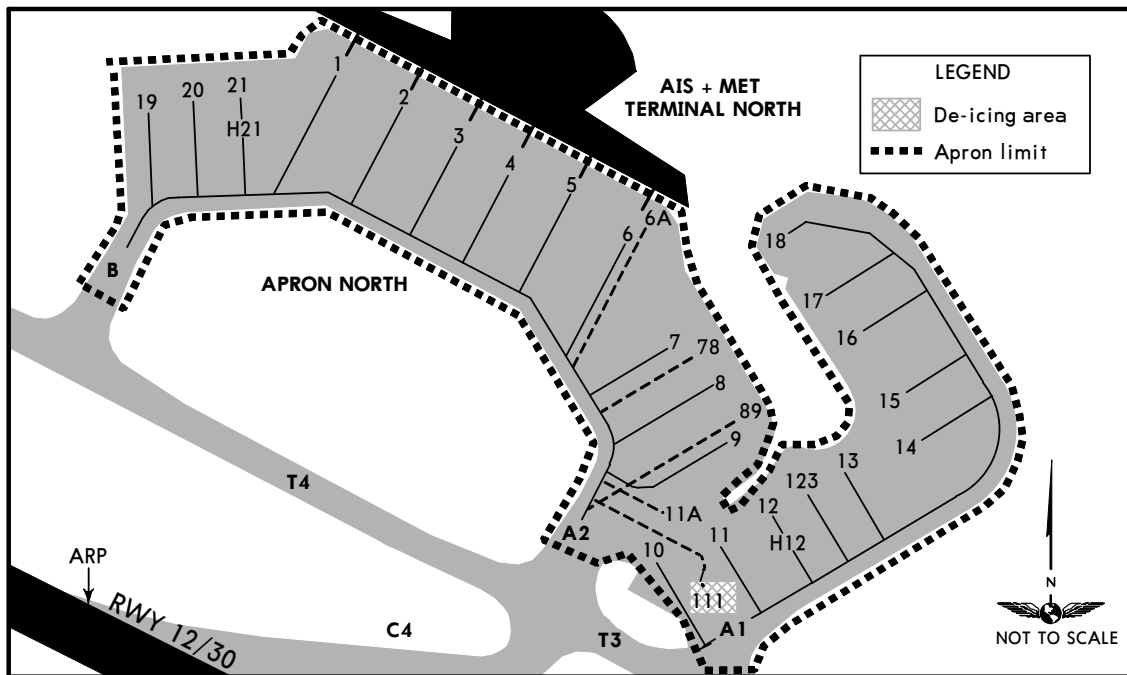 AIS + MET
TERMINAL NORTH
LEGEND
De-icing area
Apron limit
1
2
3
4
5
6A
6
19
20
21
H21
B
APRON NORTH
7
78
8
89
9
18
17
16
15
14
13
123
12
H12
11A
11
10
111
A2
A1
T4
T3
C4
ARP
RWY 12/30
N
NOT TO SCALE